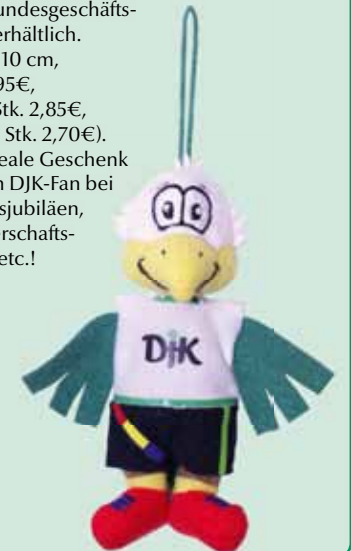 undesgeschäfts-
erhältlich.
10 cm,
95€,
Stk. 2,85€,
Stk. 2,70€).
eale Geschenk
n DJK-Fan bei
sjubiläen,
erschafts-
etc.!
DJK